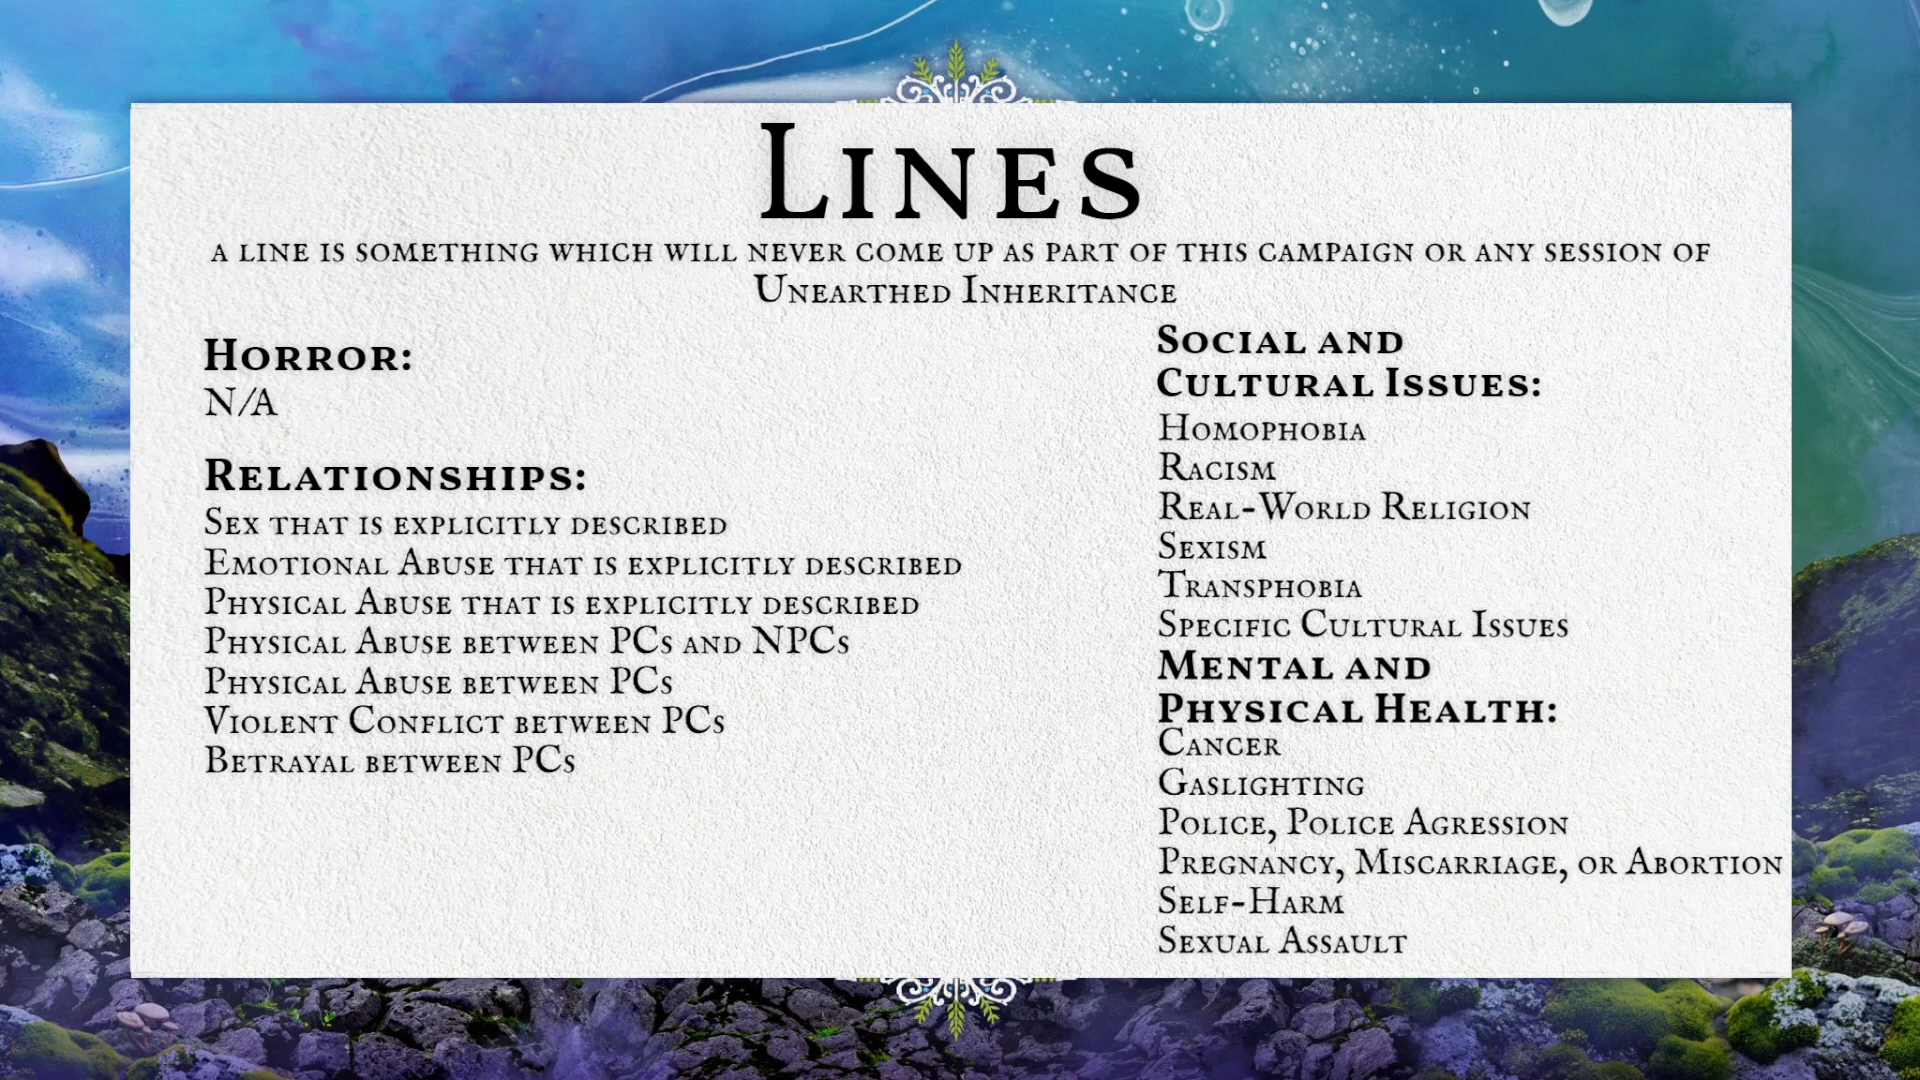 Lines
a line is something which will never come up as part of this campaign or any session of
Unearthed Inheritance
Horror:
N/A
Relationships:
Sex that is explicitly described
Emotional Abuse that is explicitly described
Physical Abuse that is explicitly described
Physical Abuse between PCs and NPCs
Physical Abuse between PCs
Violent Conflict between PCs
Betrayal between PCs
Social and
Cultural Issues:
Homophobia
Racism
Real-World Religion
Sexism
Transphobia
Specific Cultural Issues
Mental and
Physical Health:
Cancer
Gaslighting
Police, Police Agression
Pregnancy, Miscarriage, or Abortion
Self-Harm
Sexual Assault